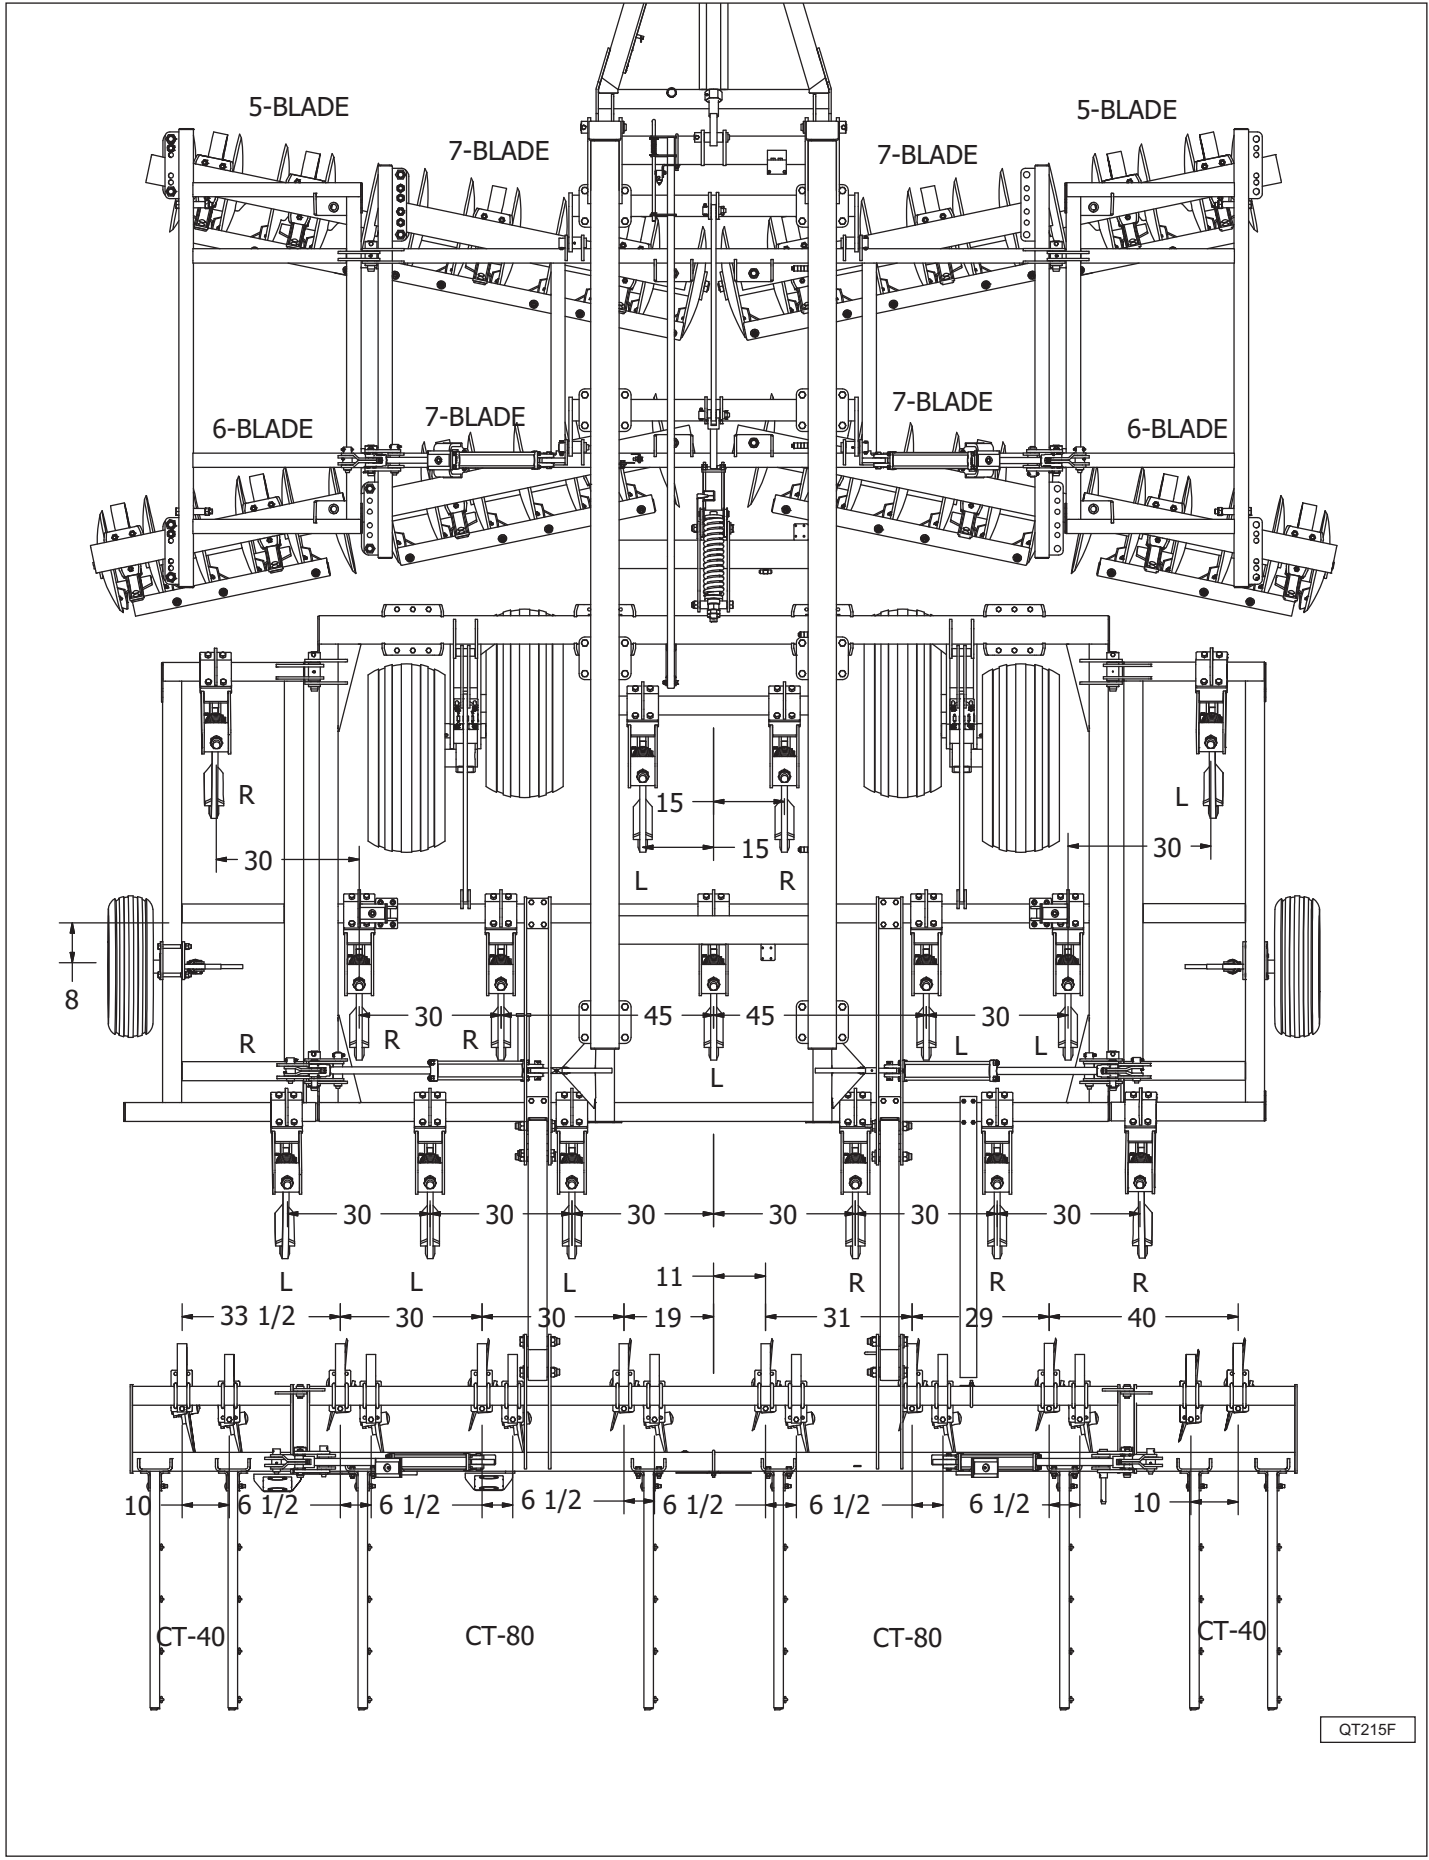 5-BLADE
5-BLADE
7-BLADE
7-BLADE
6-BLADE
7-BLADE
7-BLADE
6-BLADE
R
15
L
30
15
30
L
R
8
R
30
45
45
30
R
R
L
L
L
30
30
30
30
30
30
L
L
L
R
R
R
11
33 1/2
30
30
19
31
29
40
10
6 1/2
6 1/2
6 1/2
6 1/2
6 1/2
6 1/2
10
CT-40
CT-80
CT-80
CT-40
QT215F